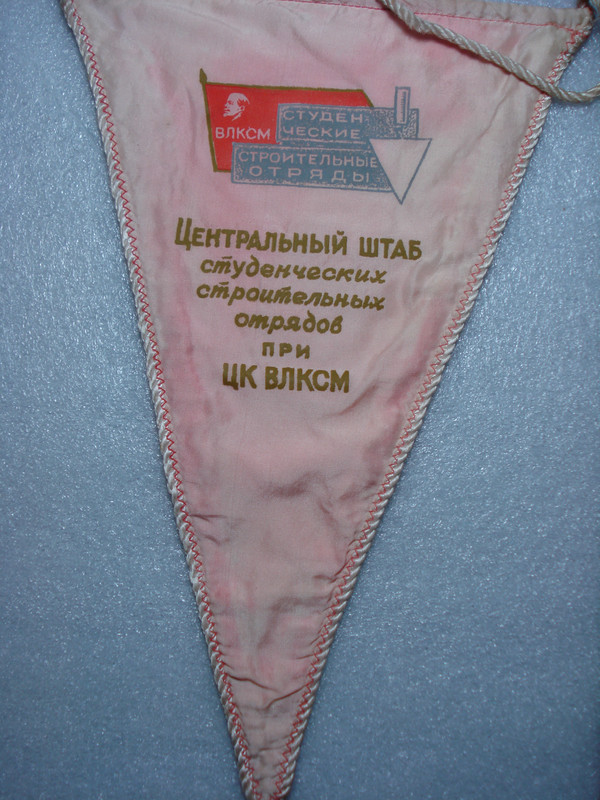 ВЛКСМ
СТУДЕН-
ЧЕСКИЕ
СТРОИТЕЛЬНЫЕ
ОТРЯДЫ
ЦЕНТРАЛЬНЫЙ ШТАБ
студенческих
строительных
отрядов
ПРИ
ЦК ВЛКСМ